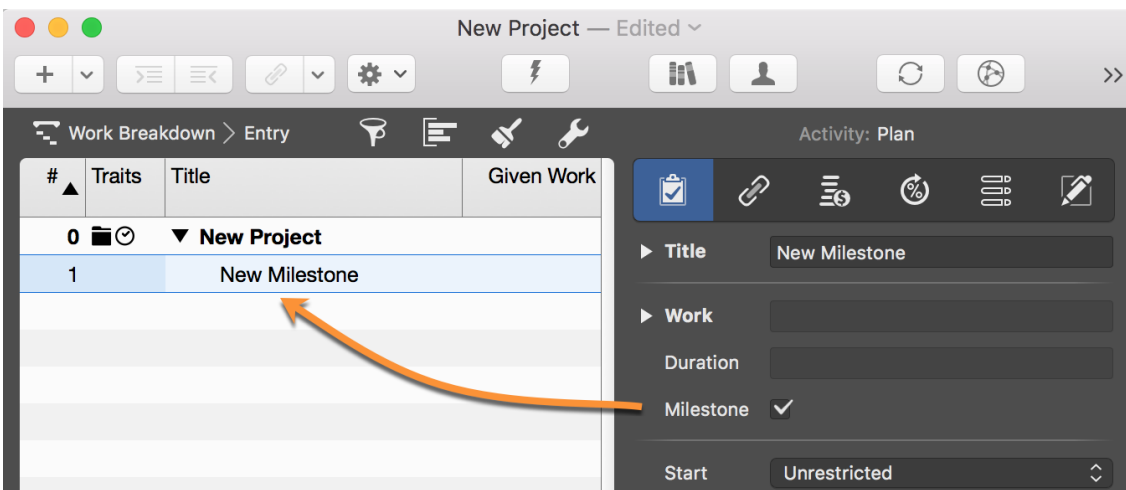 New Project — Edited
Work Breakdown > Entry
Activity: Plan
# Traits Title Given Work
0 New Project
1 New Milestone
Title New Milestone
Work
Duration
Milestone
Start Unrestricted